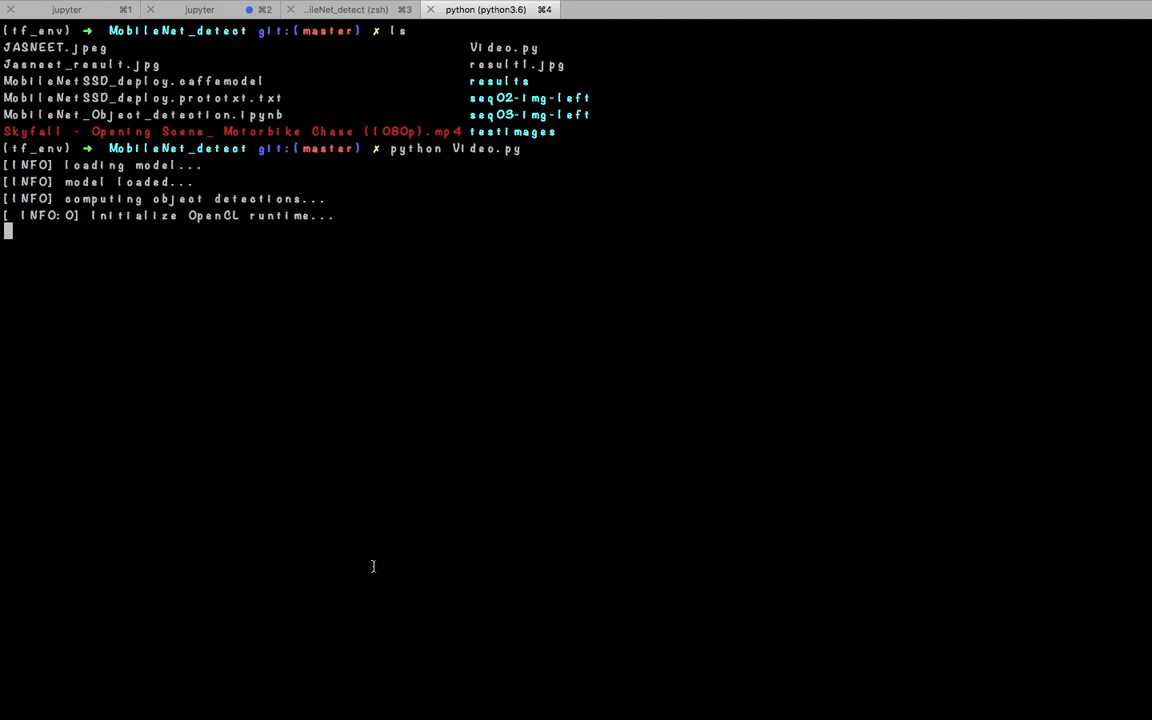 jupyter ⌘1 jupyter ⌘2 ..ileNet_detect (zsh) ⌘3 python (python3.6) ⌘4
(tf_env) ➜ MobileNet_detect git:(master) ✗ ls
JASNEET.jpeg Video.py
Jasneet_result.jpg result1.jpg
MobileNetSSD_deploy.caffemodel results
MobileNetSSD_deploy.prototxt.txt seq02-img-left
MobileNet_Object_detection.ipynb seq03-img-left
Skyfall - Opening Scene_ Motorbike Chase (1080p).mp4 testimages
(tf_env) ➜ MobileNet_detect git:(master) ✗ python Video.py
[INFO] loading model...
[INFO] model loaded...
[INFO] computing object detections...
[ INFO:0] Initialize OpenCL runtime...